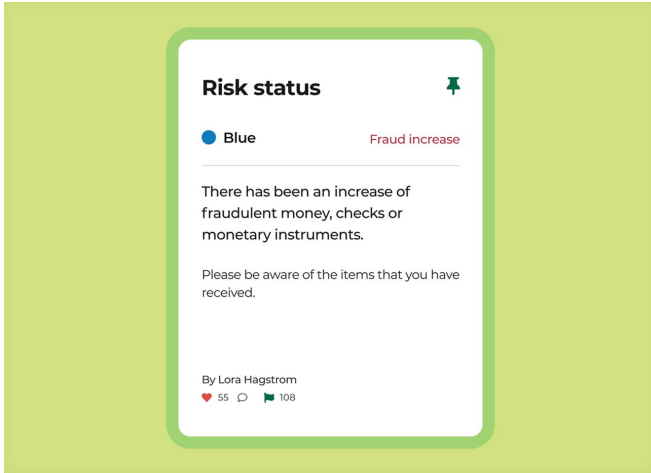 Risk status
Blue
Fraud increase
There has been an increase of
fraudulent money, checks or
monetary instruments.
Please be aware of the items that you have
received.
By Lora Hagstrom
55
108